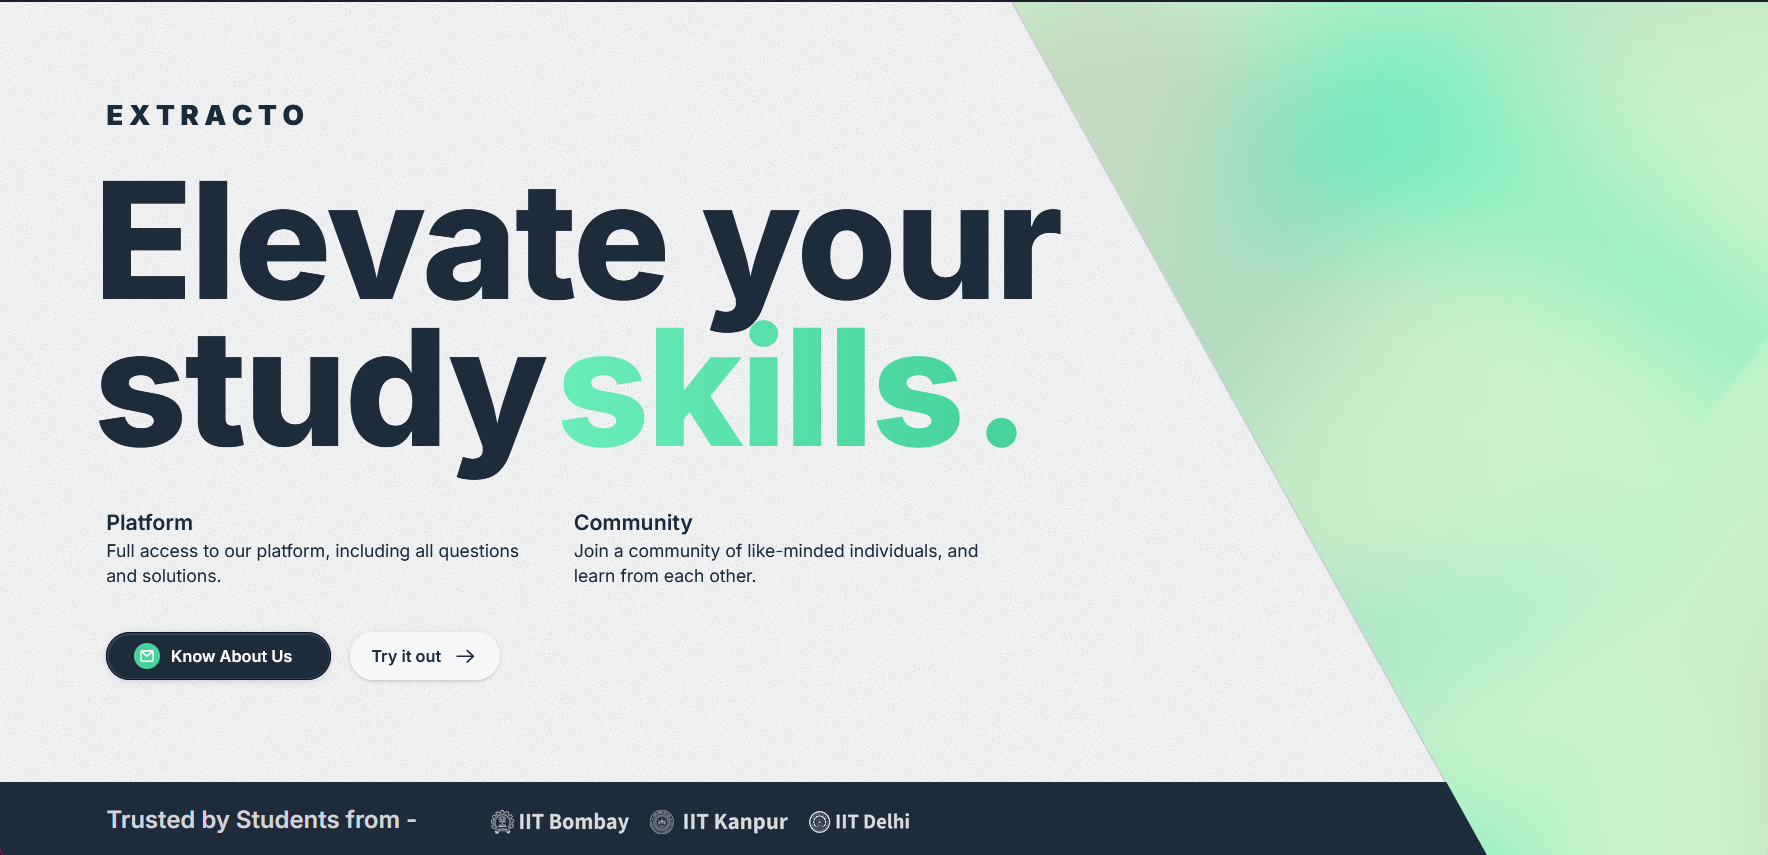 EXTRACTO
Elevate your
study skills.
Platform
Full access to our platform, including all questions
and solutions.
Community
Join a community of like-minded individuals, and
learn from each other.
Know About Us
Try it out →
Trusted by Students from -
IIT Bombay
IIT Kanpur
IIT Delhi